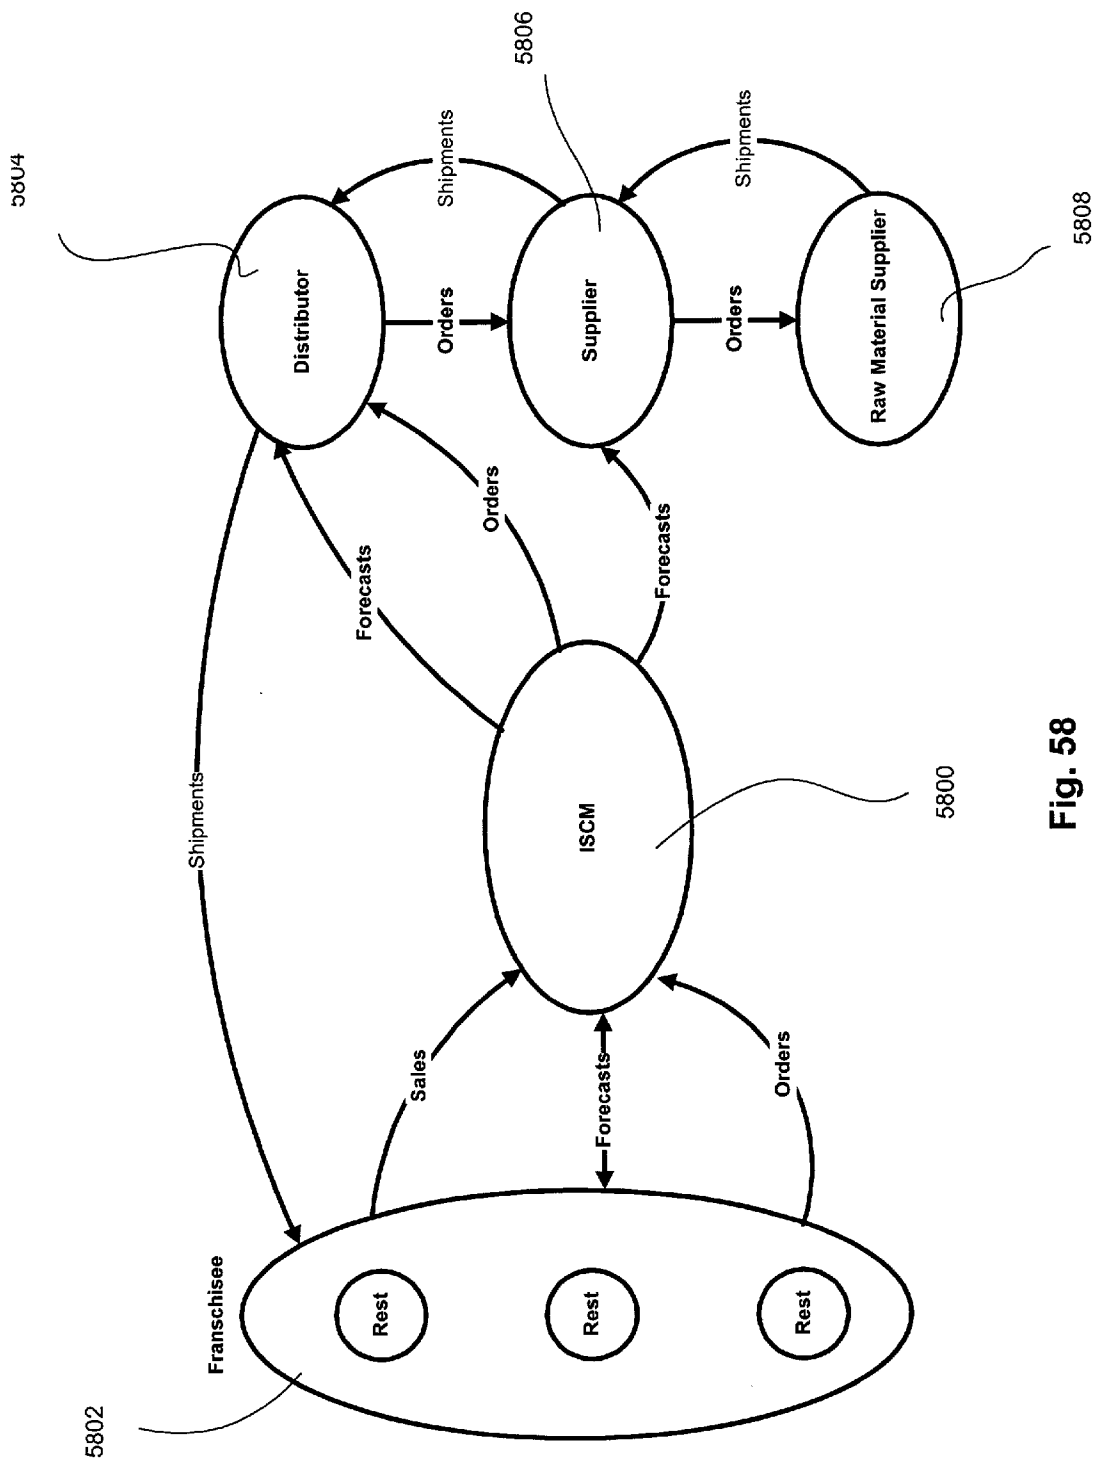 5804
5806
Shipments
Shipments
Distributor
Orders
Supplier
Orders
Raw Material Supplier
5808
Shipments
Forecasts
Orders
Forecasts
ISCM
5800
Sales
Forecasts
Orders
Franschisee
Rest
Rest
Rest
5802
Fig. 58